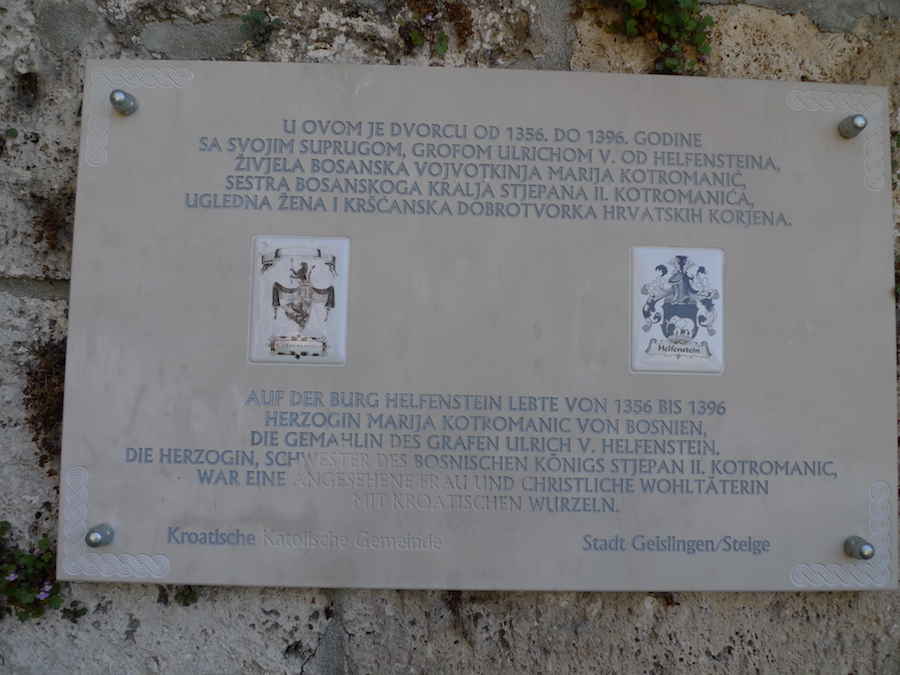 U OVOM JE DVORCU OD 1356. DO 1396. GODINE
SA SVOJIM SUPRUGOM, GROFOM ULRICHOM V. OD HELFENSTEINA,
ŽIVJELA BOSANSKA VOJVOTKINJA MARIJA KOTROMANIĆ,
SESTRA BOSANSKOGA KRALJA STJEPANA II. KOTROMANIĆA,
UGLEDNA ŽENA I KRŠĆANSKA DOBROTVORKA HRVATSKIH KORJENA.
Helfenstein
AUF DER BURG HELFENSTEIN LEBTE VON 1356 BIS 1396
HERZOGIN MARIJA KOTROMANIC VON BOSNIEN,
DIE GEMAHLIN DES GRAFEN ULRICH V. HELFENSTEIN.
DIE HERZOGIN, SCHWESTER DES BOSNISCHEN KÖNIGS STJEPAN II. KOTROMANIC,
WAR EINE ANGESEHENE FRAU UND CHRISTLICHE WOHLTÄTERIN
MIT KROATISCHEN WURZELN.
Kroatische Katolische Gemeinde
Stadt Geislingen/Steige